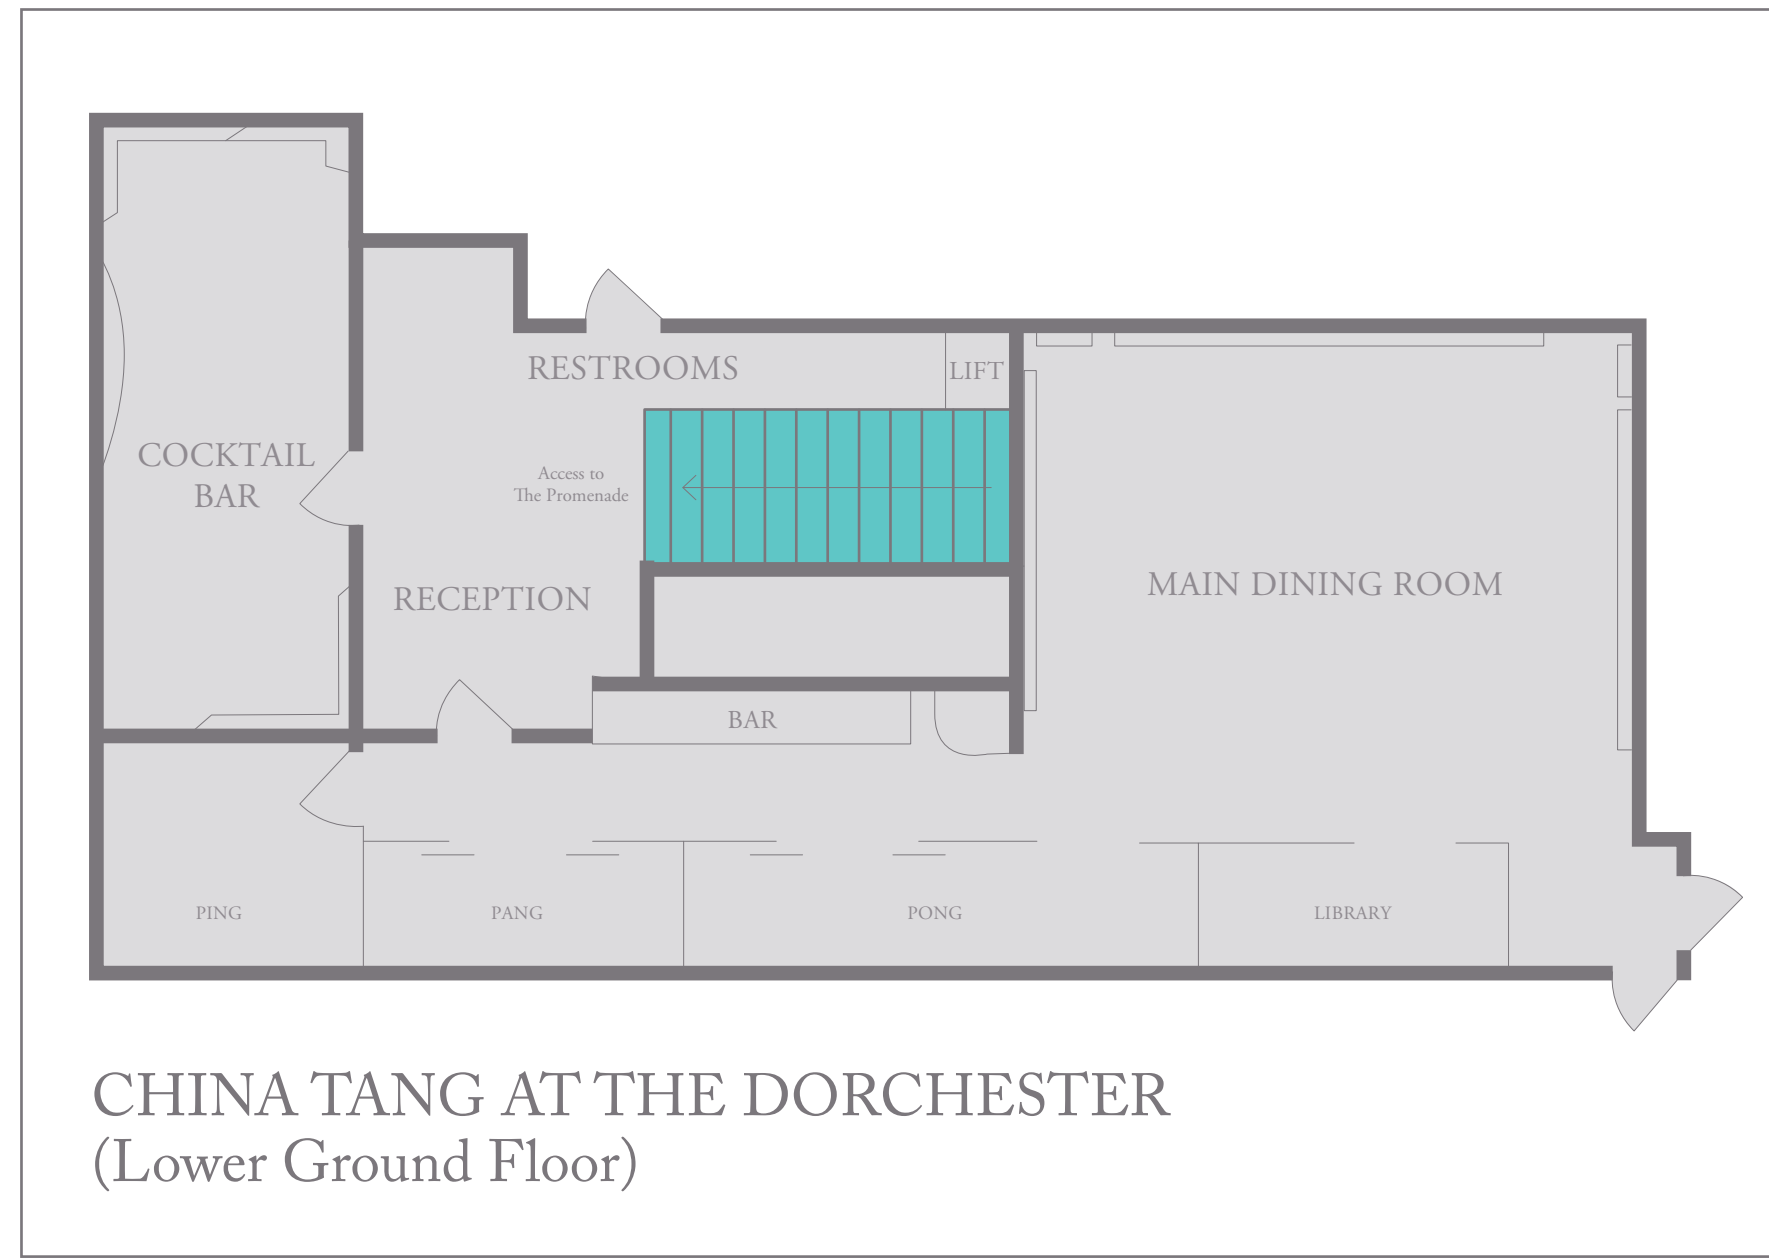 RESTROOMS
LIFT
COCKTAIL
BAR
Access to
The Promenade
RECEPTION
MAIN DINING ROOM
BAR
PING
PANG
PONG
LIBRARY
CHINA TANG AT THE DORCHESTER
(Lower Ground Floor)